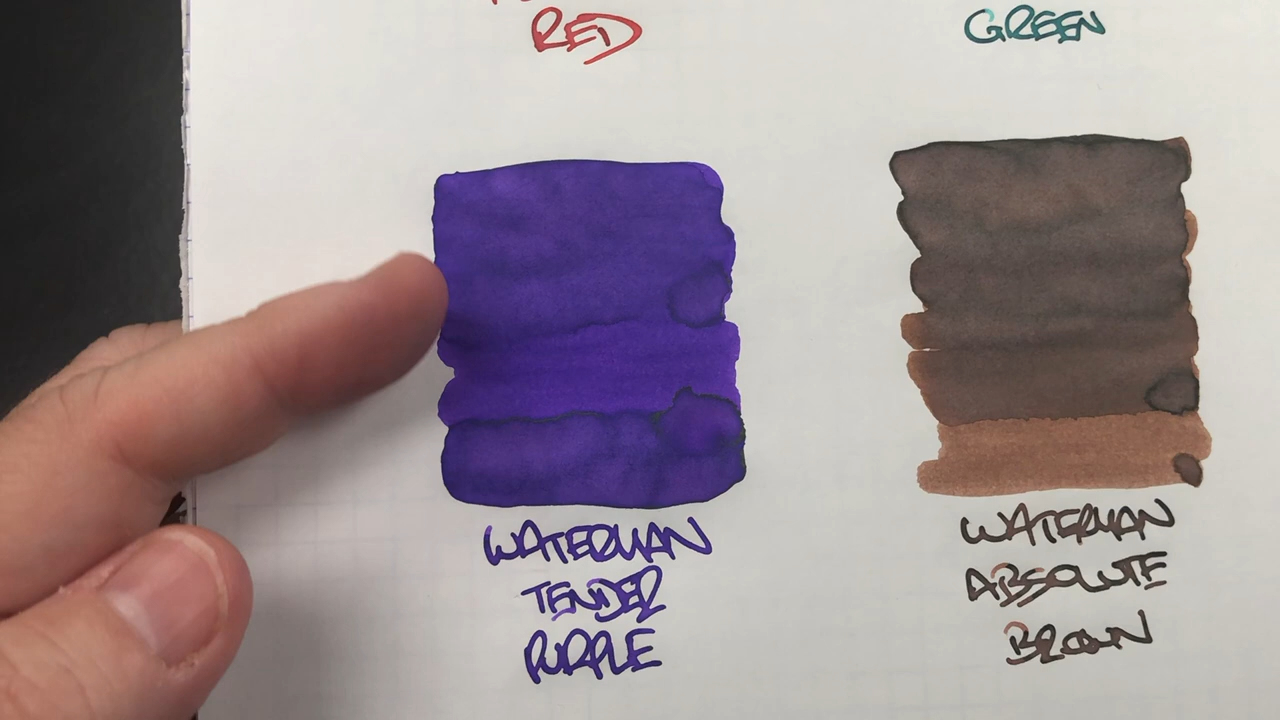 RED
GREEN
WATERMAN
TENDER
PURPLE
WATERMAN
ABSOLUTE
BROWN